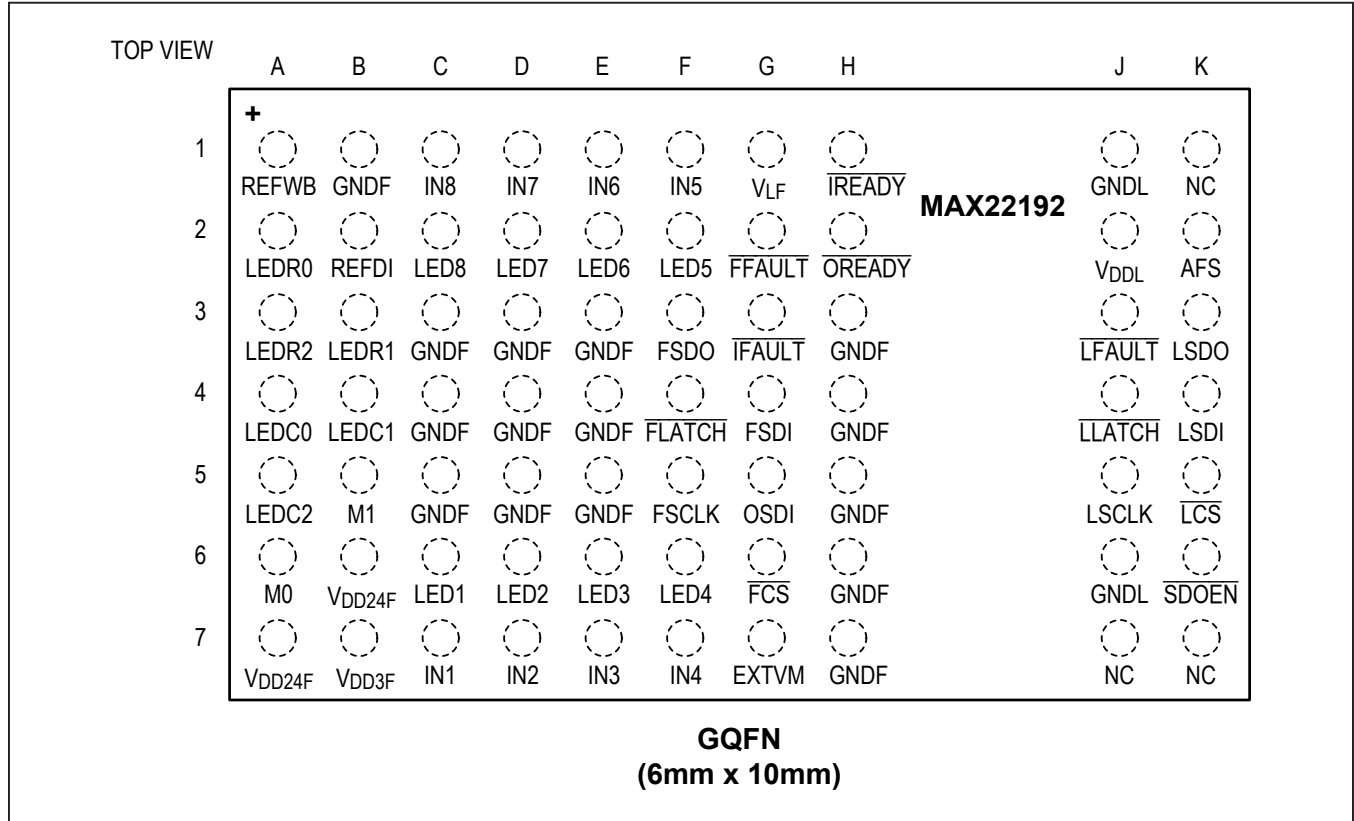 TOP VIEW
A B C D E F G H J K
+
1
REFWB GNDF IN8 IN7 IN6 IN5 VLF IREADY GNDL NC
MAX22192
2
LEDR0 REFDI LED8 LED7 LED6 LED5 FFAULT OREADY VDDL AFS
3
LEDR2 LEDR1 GNDF GNDF GNDF FSDO IFAULT GNDF LFAULT LSDO
4
LEDC0 LEDC1 GNDF GNDF GNDF FLATCH FSDI GNDF LLATCH LSDI
5
LEDC2 M1 GNDF GNDF GNDF FSCLK OSDI GNDF LSCLK LCS
6
M0 VDD24F LED1 LED2 LED3 LED4 FCS GNDF GNDL SDOEN
7
VDD24F VDD3F IN1 IN2 IN3 IN4 EXTVM GNDF NC NC
GQFN
(6mm x 10mm)